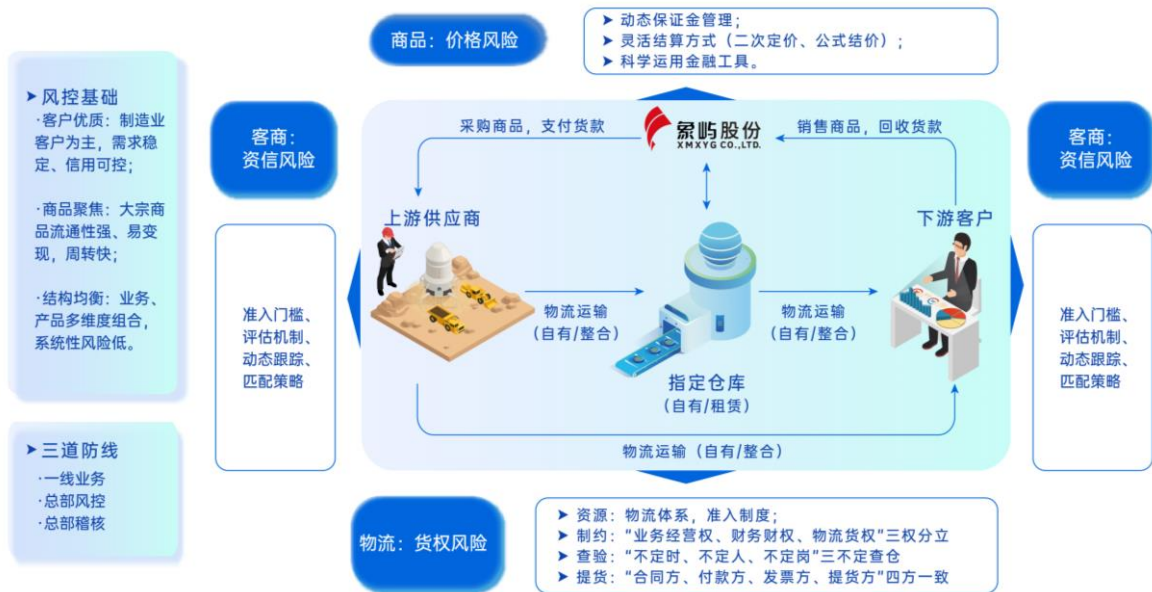 商品：价格风险
➤ 动态保证金管理；
➤ 灵活结算方式（二次定价、公式结价）；
➤ 科学运用金融工具。
➤ 风控基础
·客户优质：制造业
客户为主，需求稳
定、信用可控；
·商品聚焦：大宗商
品流通性强、易变
现，周转快；
·结构均衡：业务、
产品多维度组合，
系统性风险低。
➤ 三道防线
·一线业务
·总部风控
·总部稽核
客商：
资信风险
准入门槛、
评估机制、
动态跟踪、
匹配策略
采购商品，支付货款
象屿股份
XMXYG CO.,LTD.
销售商品，回收货款
上游供应商
下游客户
物流运输
（自有/整合）
物流运输
（自有/整合）
指定仓库
（自有/租赁）
物流运输（自有/整合）
客商：
资信风险
准入门槛、
评估机制、
动态跟踪、
匹配策略
物流：货权风险
➤ 资源：物流体系，准入制度；
➤ 制约：“业务经营权、财务财权、物流货权”三权分立
➤ 查验：“不定时、不定人、不定岗”三不定查仓
➤ 提货：“合同方、付款方、发票方、提货方”四方一致